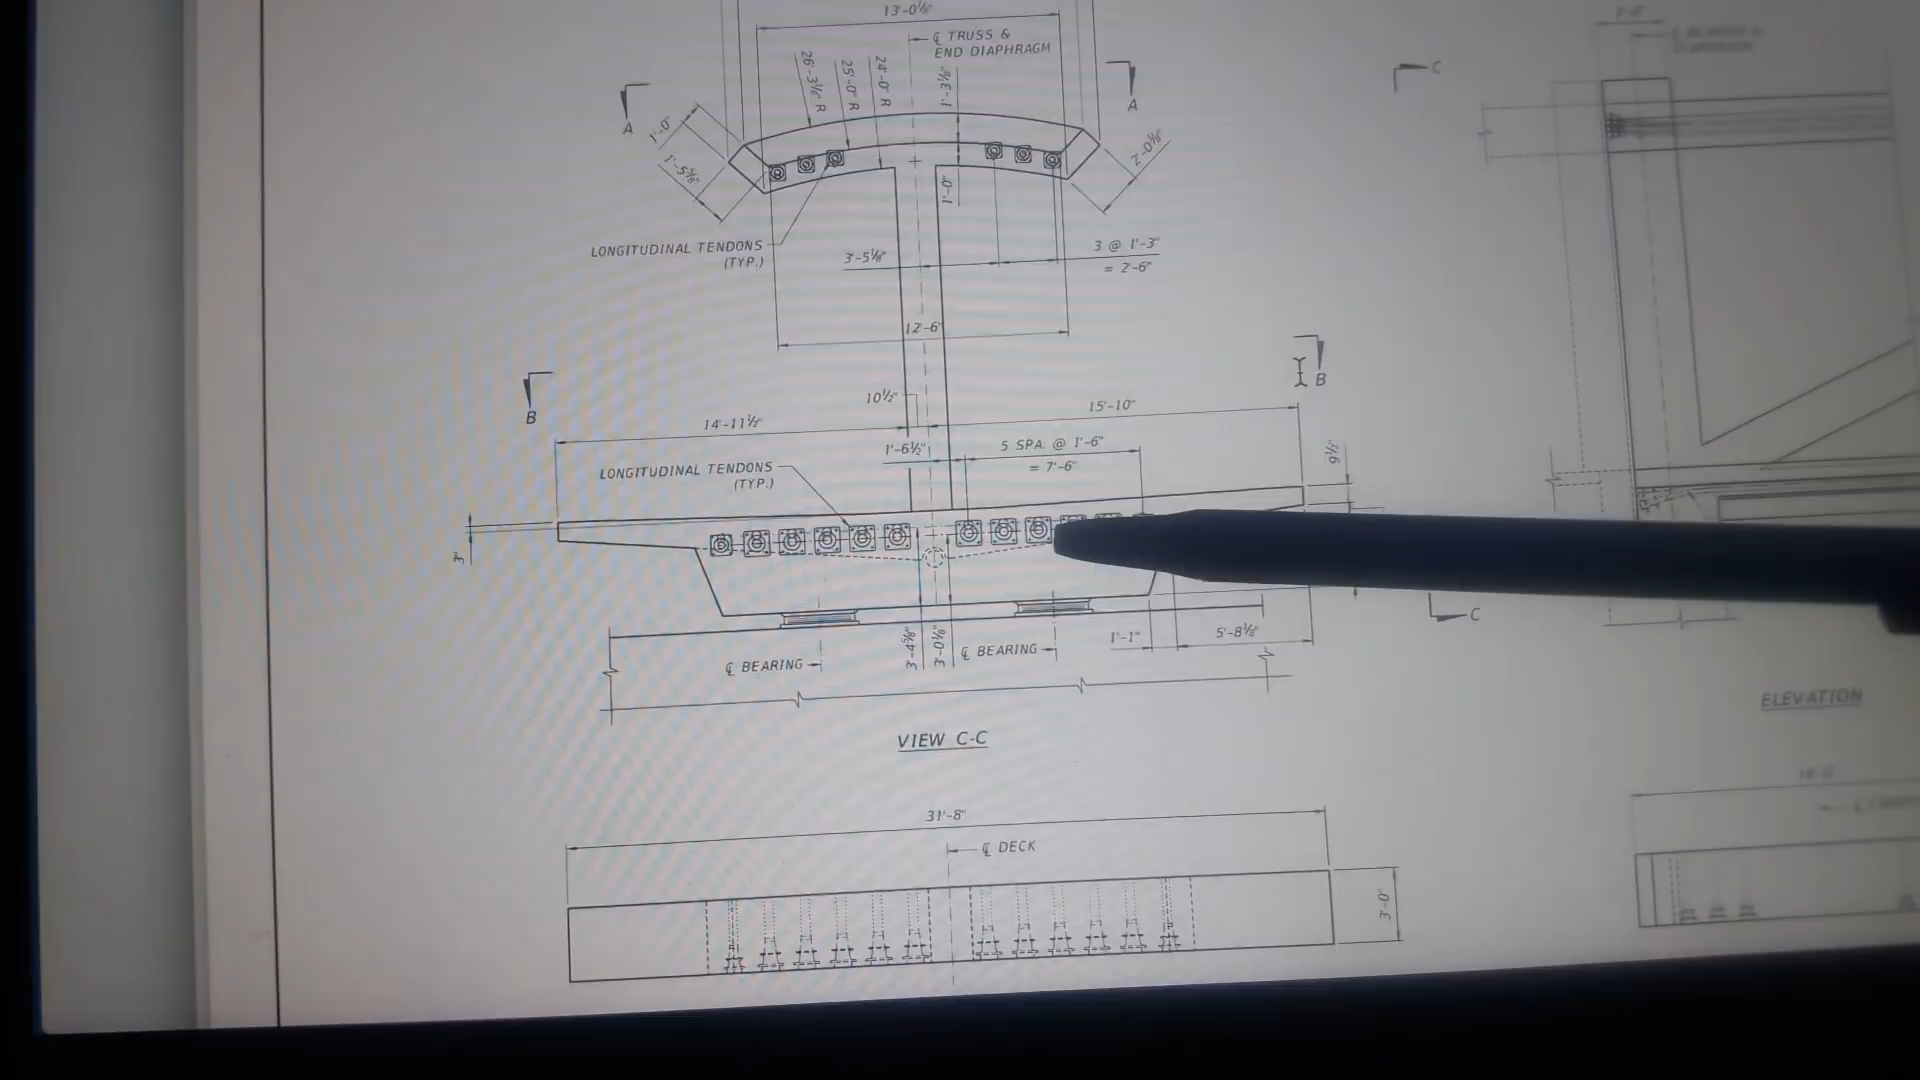 13'-0⅛"
℄ TRUSS &
END DIAPHRAGM
26'-3⅛" R
25'-0" R
24'-0" R
1'-3⅛"
C
A
A
1'-0"
1'-5⅝"
2'-0⅜"
1'-0"
LONGITUDINAL TENDONS
(TYP.)
3'-5⅛"
3 @ 1'-3"
= 2'-6"
12'-6"
B
B
10½"
14'-11½"
15'-10"
1'-6½"
5 SPA. @ 1'-6"
= 7'-6"
9½"
LONGITUDINAL TENDONS
(TYP.)
3"
C
3'-4⅝"
3'-0⅛"
1'-1"
5'-8⅛"
℄ BEARING
℄ BEARING
ELEVATION
VIEW C-C
31'-8"
℄ DECK
3'-0"